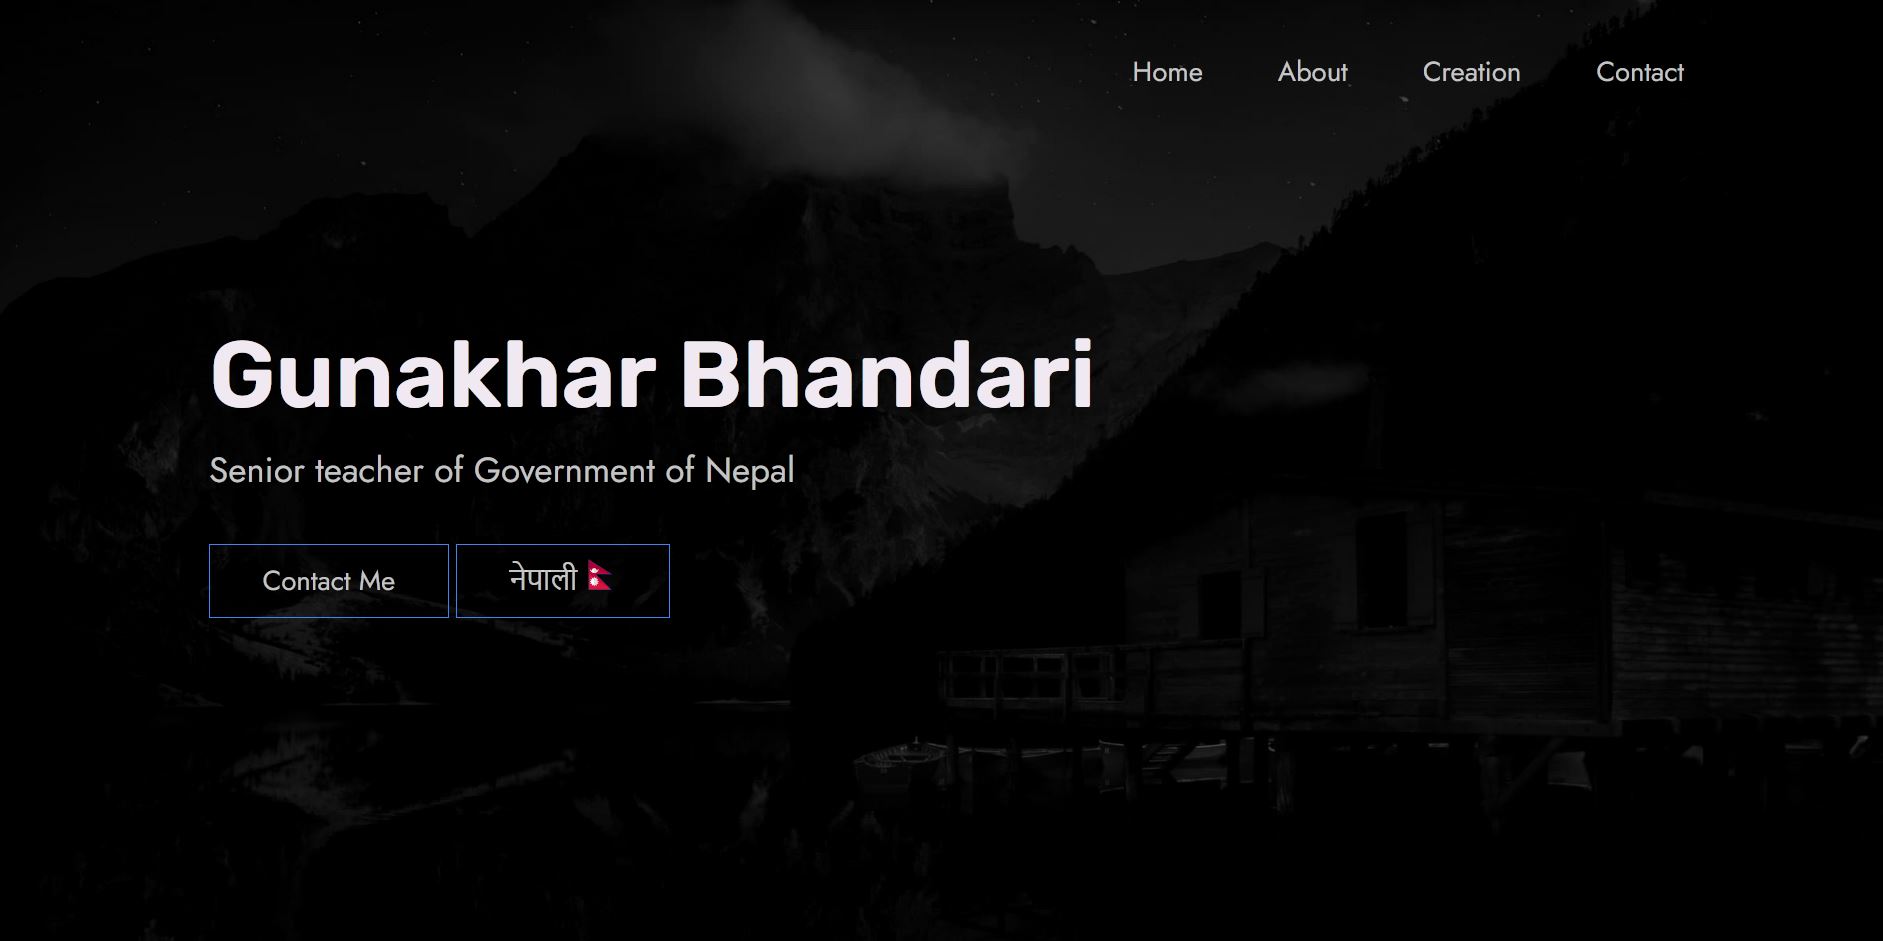 Home About Creation Contact
Gunakhar Bhandari
Senior teacher of Government of Nepal
Contact Me
नेपाली 🇳🇵